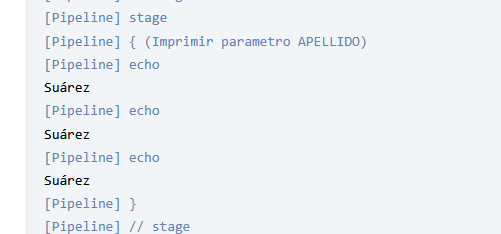 [Pipeline] stage
[Pipeline] { (Imprimir parametro APELLIDO)
[Pipeline] echo
Suárez
[Pipeline] echo
Suárez
[Pipeline] echo
Suárez
[Pipeline] }
[Pipeline] // stage